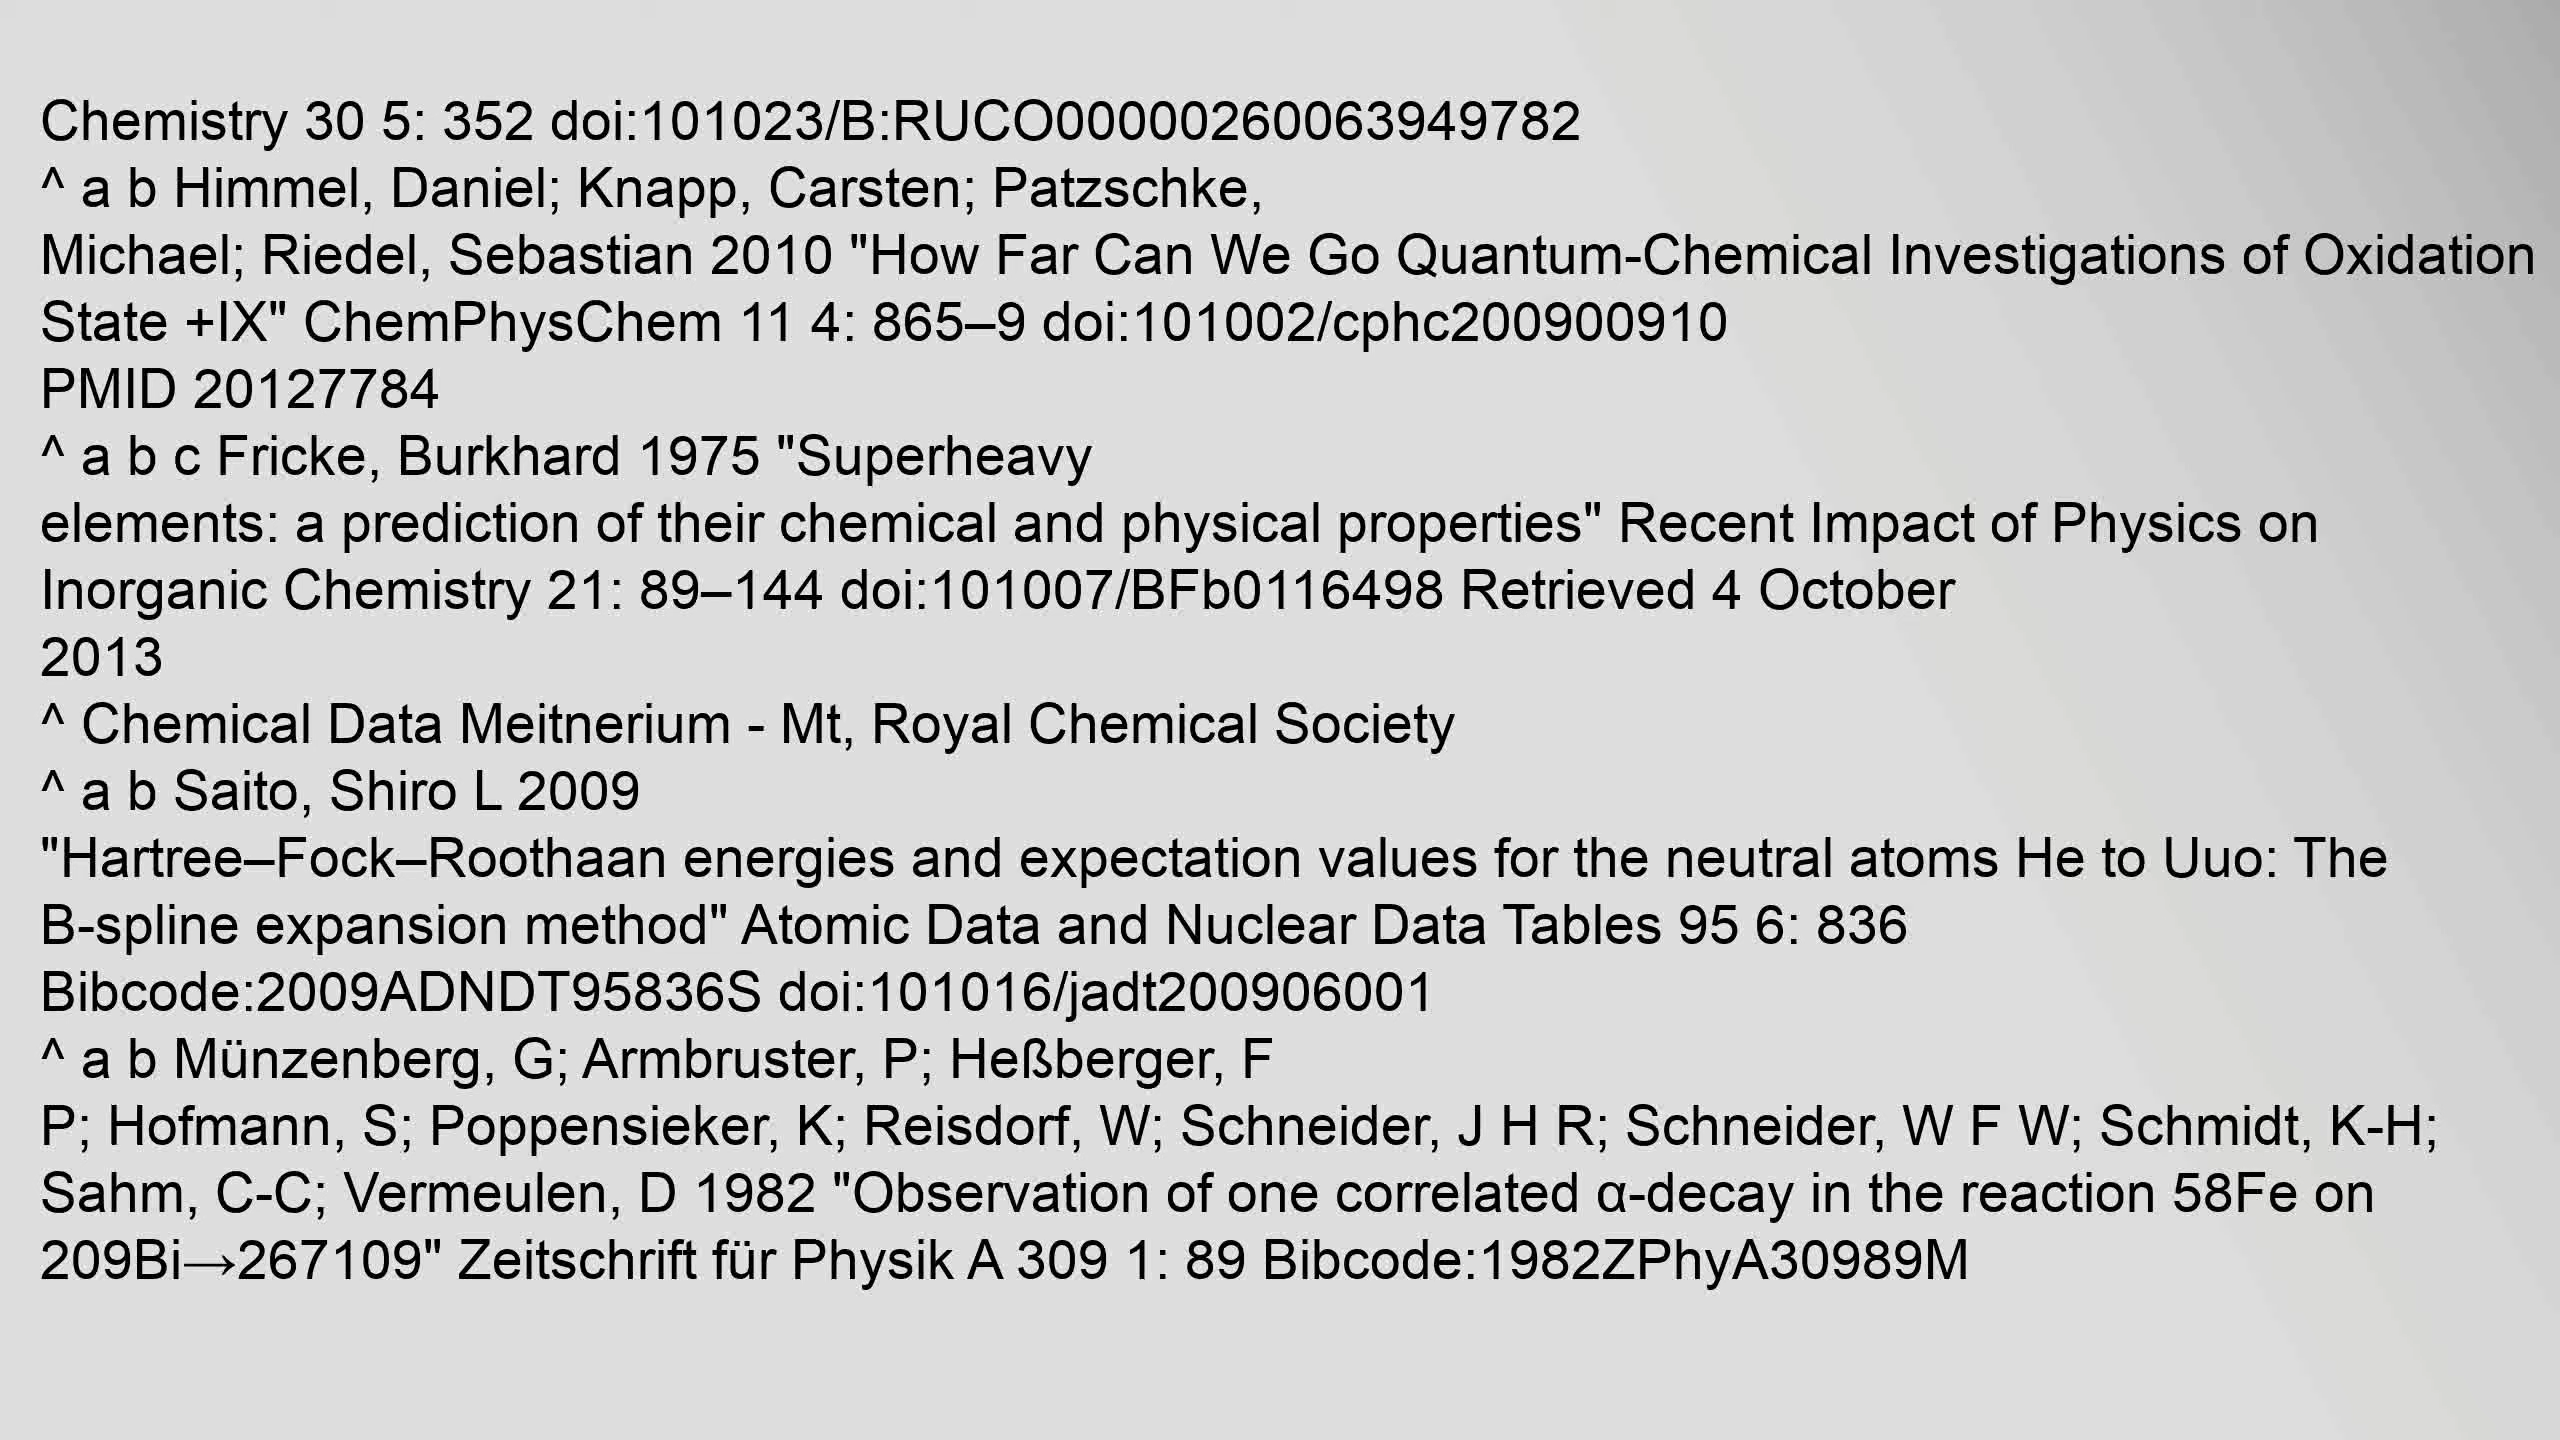 Chemistry 30 5: 352 doi:101023/B:RUCO00000260063949782
^ a b Himmel, Daniel; Knapp, Carsten; Patzschke,
Michael; Riedel, Sebastian 2010 "How Far Can We Go Quantum-Chemical Investigations of Oxidation
State +IX" ChemPhysChem 11 4: 865–9 doi:101002/cphc200900910
PMID 20127784
^ a b c Fricke, Burkhard 1975 "Superheavy
elements: a prediction of their chemical and physical properties" Recent Impact of Physics on
Inorganic Chemistry 21: 89–144 doi:101007/BFb0116498 Retrieved 4 October
2013
^ Chemical Data Meitnerium - Mt, Royal Chemical Society
^ a b Saito, Shiro L 2009
"Hartree–Fock–Roothaan energies and expectation values for the neutral atoms He to Uuo: The
B-spline expansion method" Atomic Data and Nuclear Data Tables 95 6: 836
Bibcode:2009ADNDT95836S doi:101016/jadt200906001
^ a b Münzenberg, G; Armbruster, P; Heßberger, F
P; Hofmann, S; Poppensieker, K; Reisdorf, W; Schneider, J H R; Schneider, W F W; Schmidt, K-H;
Sahm, C-C; Vermeulen, D 1982 "Observation of one correlated α-decay in the reaction 58Fe on
209Bi→267109" Zeitschrift für Physik A 309 1: 89 Bibcode:1982ZPhyA30989M